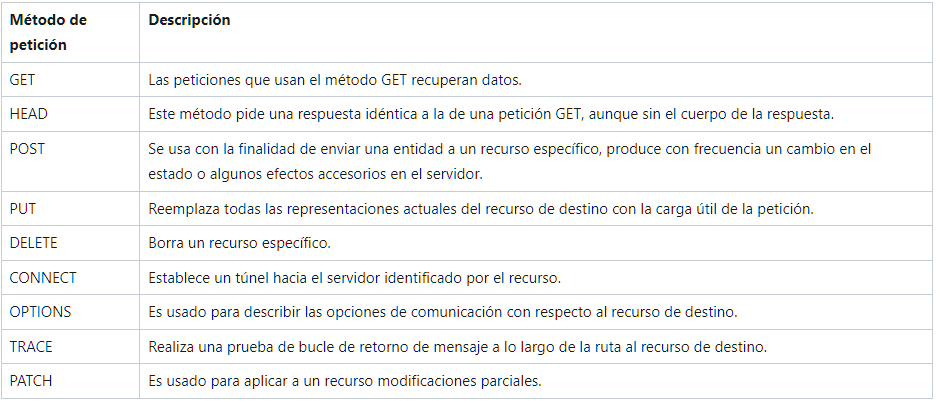 Método de petición Descripción
GET Las peticiones que usan el método GET recuperan datos.
HEAD Este método pide una respuesta idéntica a la de una petición GET, aunque sin el cuerpo de la respuesta.
POST Se usa con la finalidad de enviar una entidad a un recurso específico, produce con frecuencia un cambio en el
estado o algunos efectos accesorios en el servidor.
PUT Reemplaza todas las representaciones actuales del recurso de destino con la carga útil de la petición.
DELETE Borra un recurso específico.
CONNECT Establece un túnel hacia el servidor identificado por el recurso.
OPTIONS Es usado para describir las opciones de comunicación con respecto al recurso de destino.
TRACE Realiza una prueba de bucle de retorno de mensaje a lo largo de la ruta al recurso de destino.
PATCH Es usado para aplicar a un recurso modificaciones parciales.